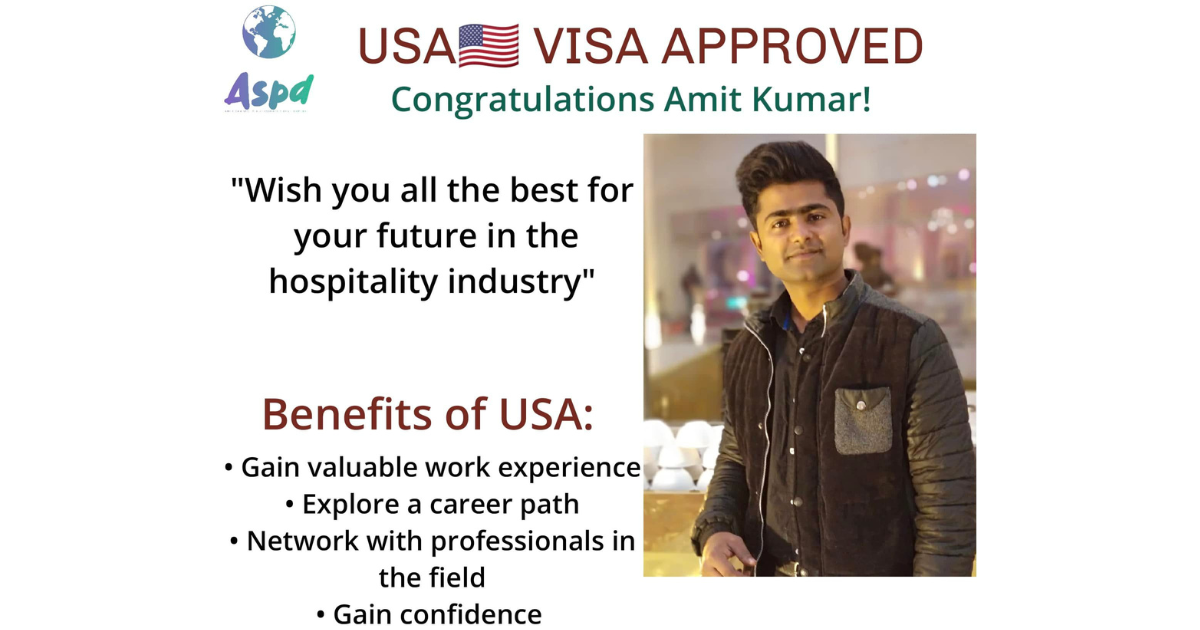 USA🇺🇸 VISA APPROVED
Aspd
Congratulations Amit Kumar!
"Wish you all the best for
your future in the
hospitality industry"
Benefits of USA:
• Gain valuable work experience
• Explore a career path
• Network with professionals in
the field
• Gain confidence